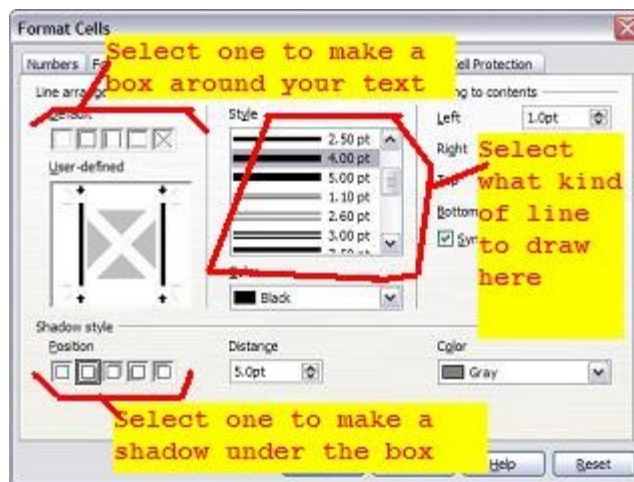 Format Cells
Select one to make a
box around your text
Numbers
Cell Protection
Line
to contents
Default
Style
Left
1.0pt
2.50 pt
4.00 pt
5.00 pt
1.10 pt
2.60 pt
3.00 pt
User-defined
Right
Select
what kind
of line
to draw
here
Bottom
Black
Shadow style
Position
Distance
Color
5.0pt
Gray
Select one to make a
shadow under the box
Help
Reset